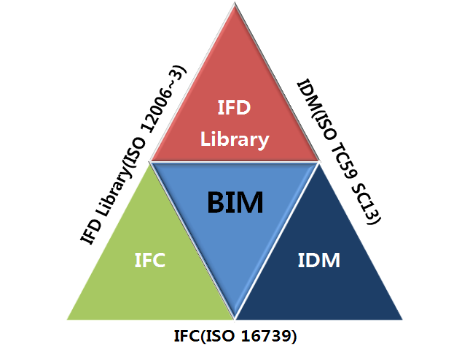 IFD
Library
IFD Library(ISO 12006~3)
IDM(ISO TC59 SC13)
BIM
IFC
IDM
IFC(ISO 16739)